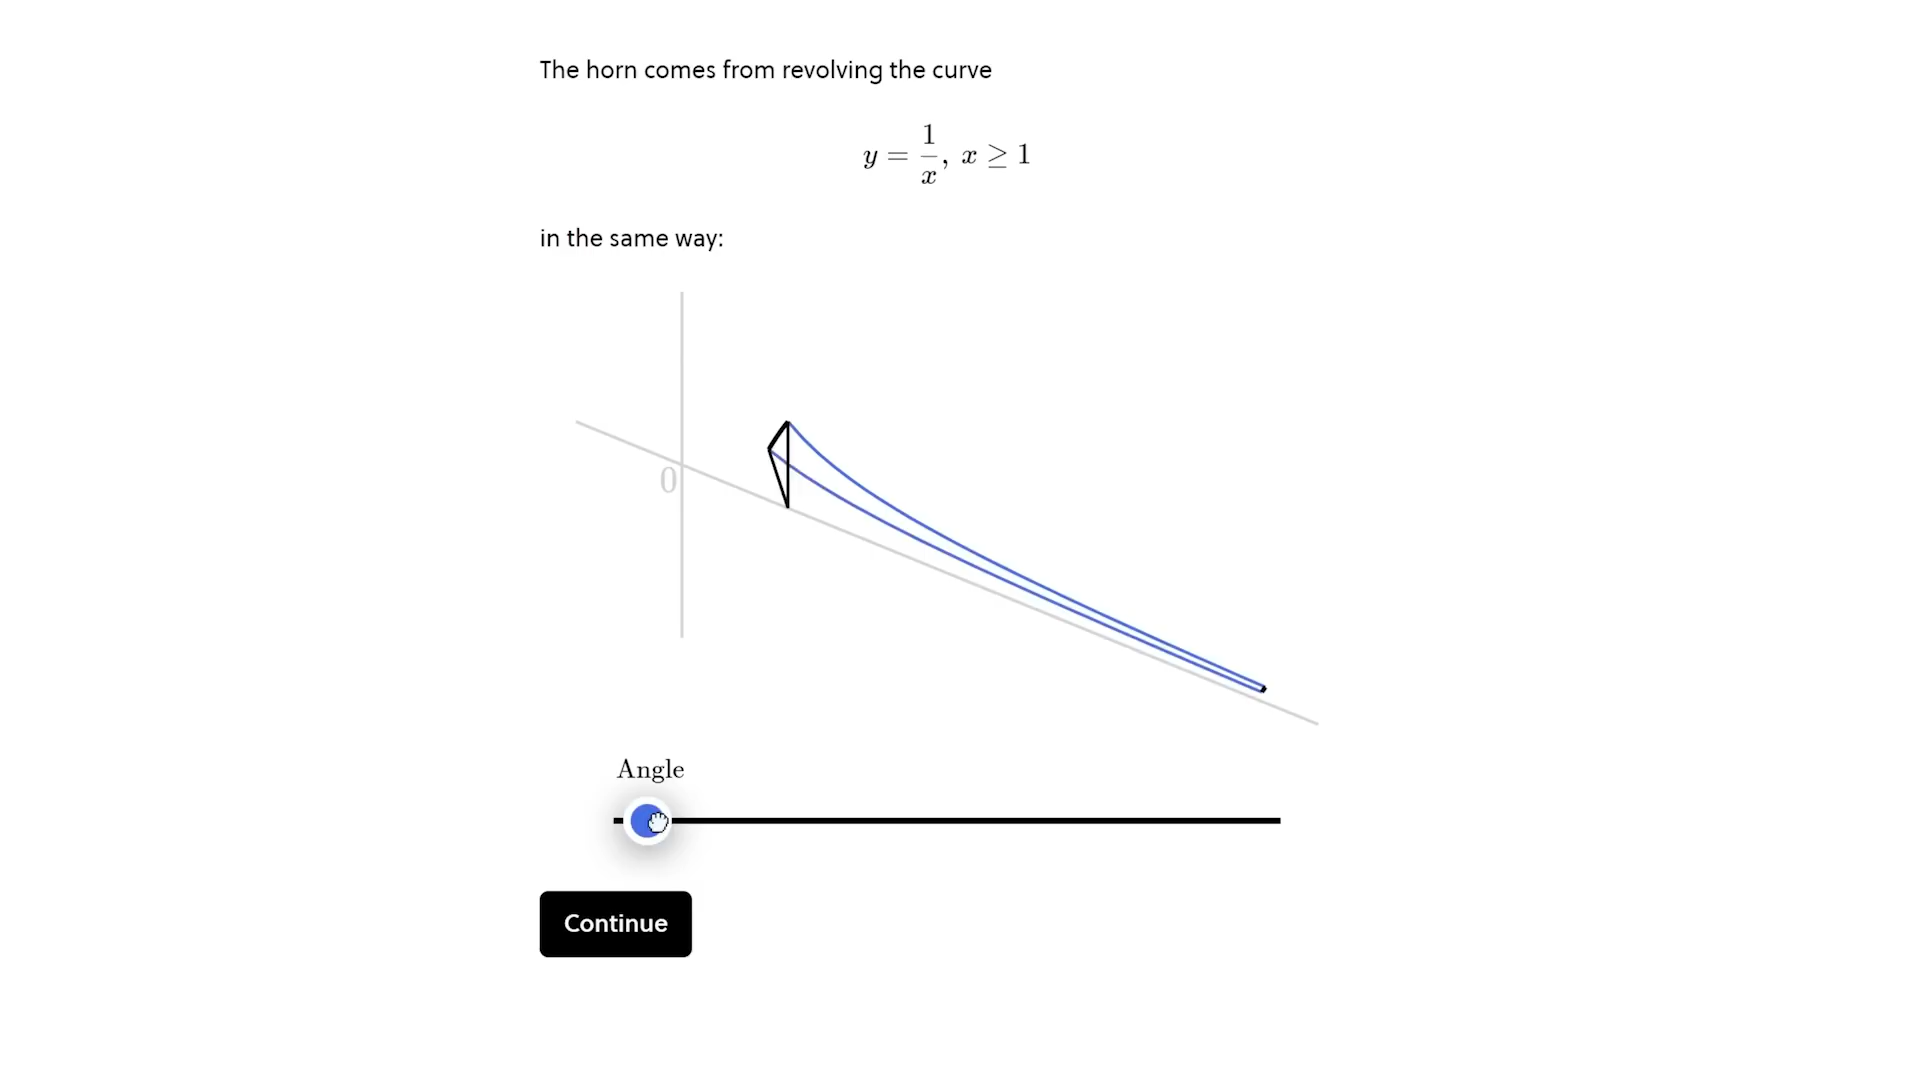 The horn comes from revolving the curve
y = 1/x, x ≥ 1
in the same way:
0
Angle
Continue